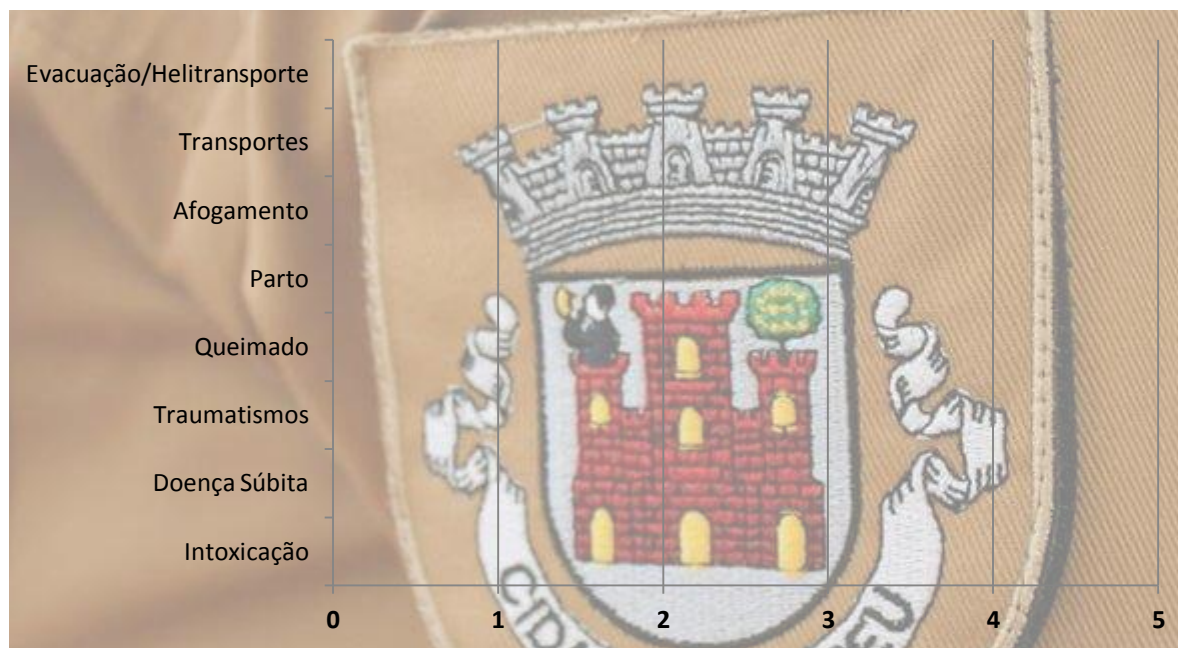 Evacuação/Helitransporte
Transportes
Afogamento
Parto
Queimado
Traumatismos
Doença Súbita
Intoxicação
0 1 2 3 4 5